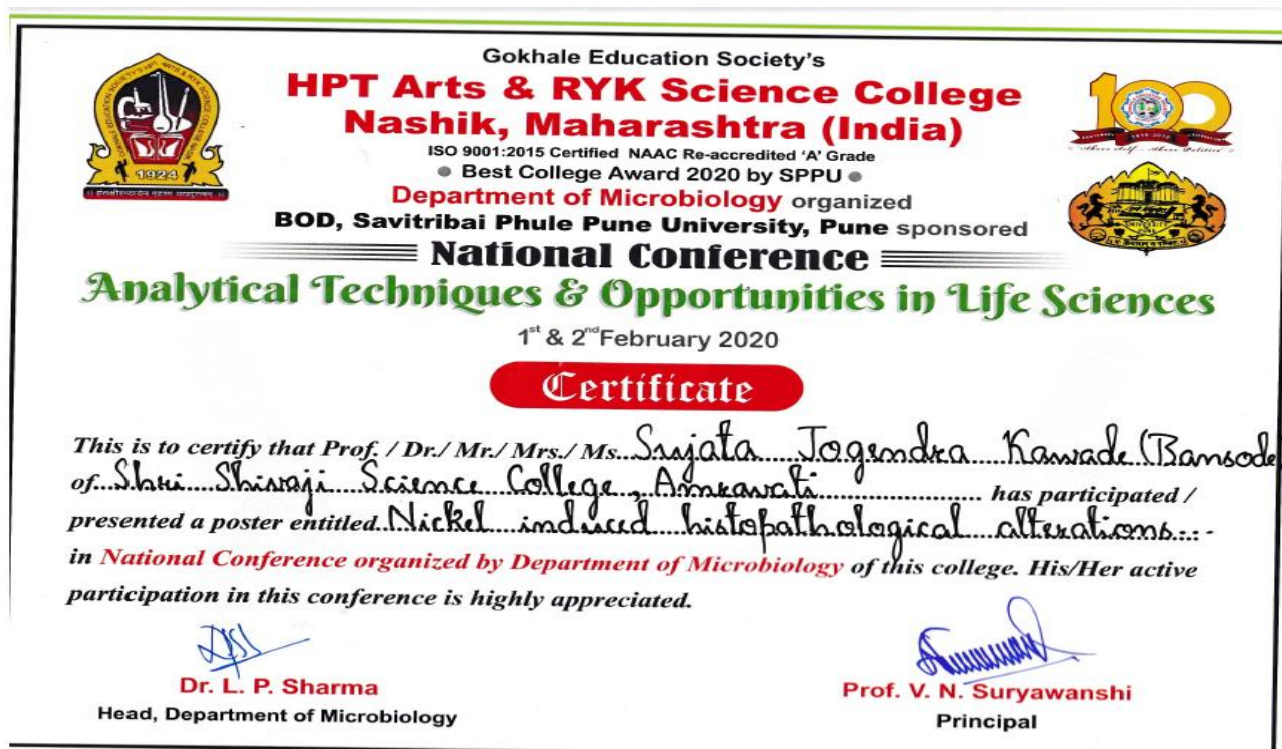 Gokhale Education Society's
HPT Arts & RYK Science College
Nashik, Maharashtra (India)
ISO 9001:2015 Certified NAAC Re-accredited 'A' Grade
● Best College Award 2020 by SPPU ●
Department of Microbiology organized
BOD, Savitribai Phule Pune University, Pune sponsored
National Conference
Analytical Techniques & Opportunities in Life Sciences
1st & 2nd February 2020
Certificate
This is to certify that Prof. / Dr./ Mr./ Mrs./ Ms. Sujata Jogendra Kawade (Bansode
of Shri Shivaji Science College, Amravati has participated /
presented a poster entitled Nickel induced histopathological alterations...-
in National Conference organized by Department of Microbiology of this college. His/Her active
participation in this conference is highly appreciated.
Dr. L. P. Sharma
Head, Department of Microbiology
Prof. V. N. Suryawanshi
Principal
1924
100